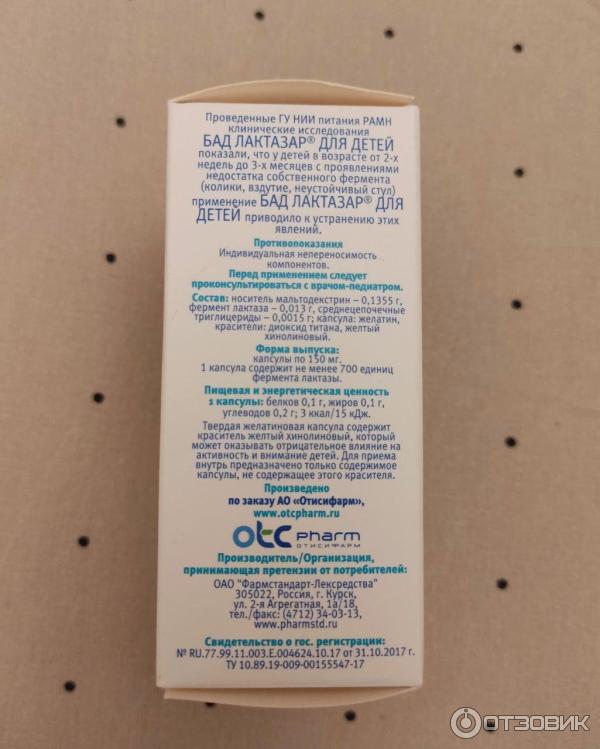 Проведенные ГУ НИИ питания РАМН
клинические исследования
БАД ЛАКТАЗАР® ДЛЯ ДЕТЕЙ
показали, что у детей в возрасте от 2-х
недель до 3-х месяцев с проявлениями
недостатка собственного фермента
(колики, вздутие, неустойчивый стул)
применение БАД ЛАКТАЗАР® ДЛЯ
ДЕТЕЙ приводило к устранению этих
явлений.
Противопоказания
Индивидуальная непереносимость
компонентов.
Перед применением следует
проконсультироваться с врачом-педиатром.
Состав: носитель мальтодекстрин – 0,1355 г,
фермент лактаза – 0,013 г, среднецепочечные
триглицериды – 0,0015 г; капсула: желатин,
красители: диоксид титана, желтый
хинолиновый.
Форма выпуска:
капсулы по 150 мг.
1 капсула содержит не менее 700 единиц
фермента лактазы.
Пищевая и энергетическая ценность
1 капсулы: белков 0,1 г, жиров 0,1 г,
углеводов 0,2 г; 3 ккал/15 кДж.
Твердая желатиновая капсула содержит
краситель желтый хинолиновый, который
может оказывать отрицательное влияние на
активность и внимание детей. Для приема
внутрь предназначено только содержимое
капсулы, не содержащее этого красителя.
Произведено
по заказу АО «Отисифарм»,
www.otcpharm.ru
otc pharm
ОТИСИФАРМ
Производитель/Организация,
принимающая претензии от потребителей:
ОАО "Фармстандарт-Лексредства"
305022, Россия, г. Курск,
ул. 2-я Агрегатная, 1а/18,
тел./факс: (4712) 34-03-13,
www.pharmstd.ru
Свидетельство о гос. регистрации:
№ RU.77.99.11.003.Е.004624.10.17 от 31.10.2017 г.
ТУ 10.89.19-009-00155547-17
ОТЗОВИК